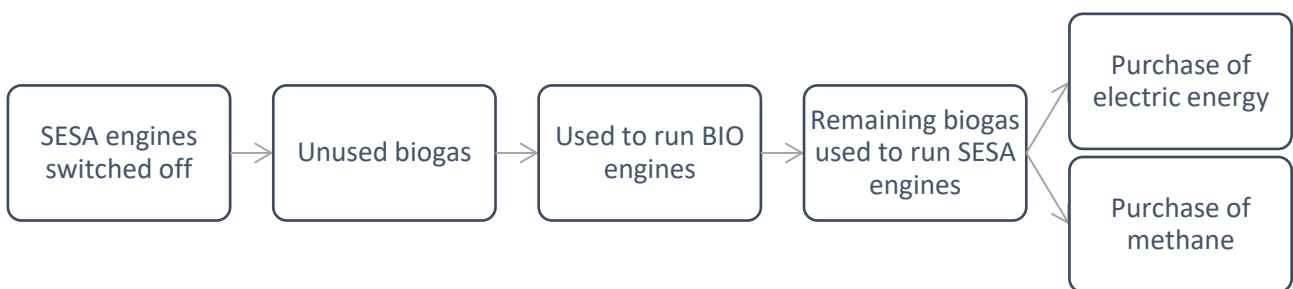 SESA engines
switched off
Unused biogas
Used to run BIO
engines
Remaining biogas
used to run SESA
engines
Purchase of
electric energy
Purchase of
methane